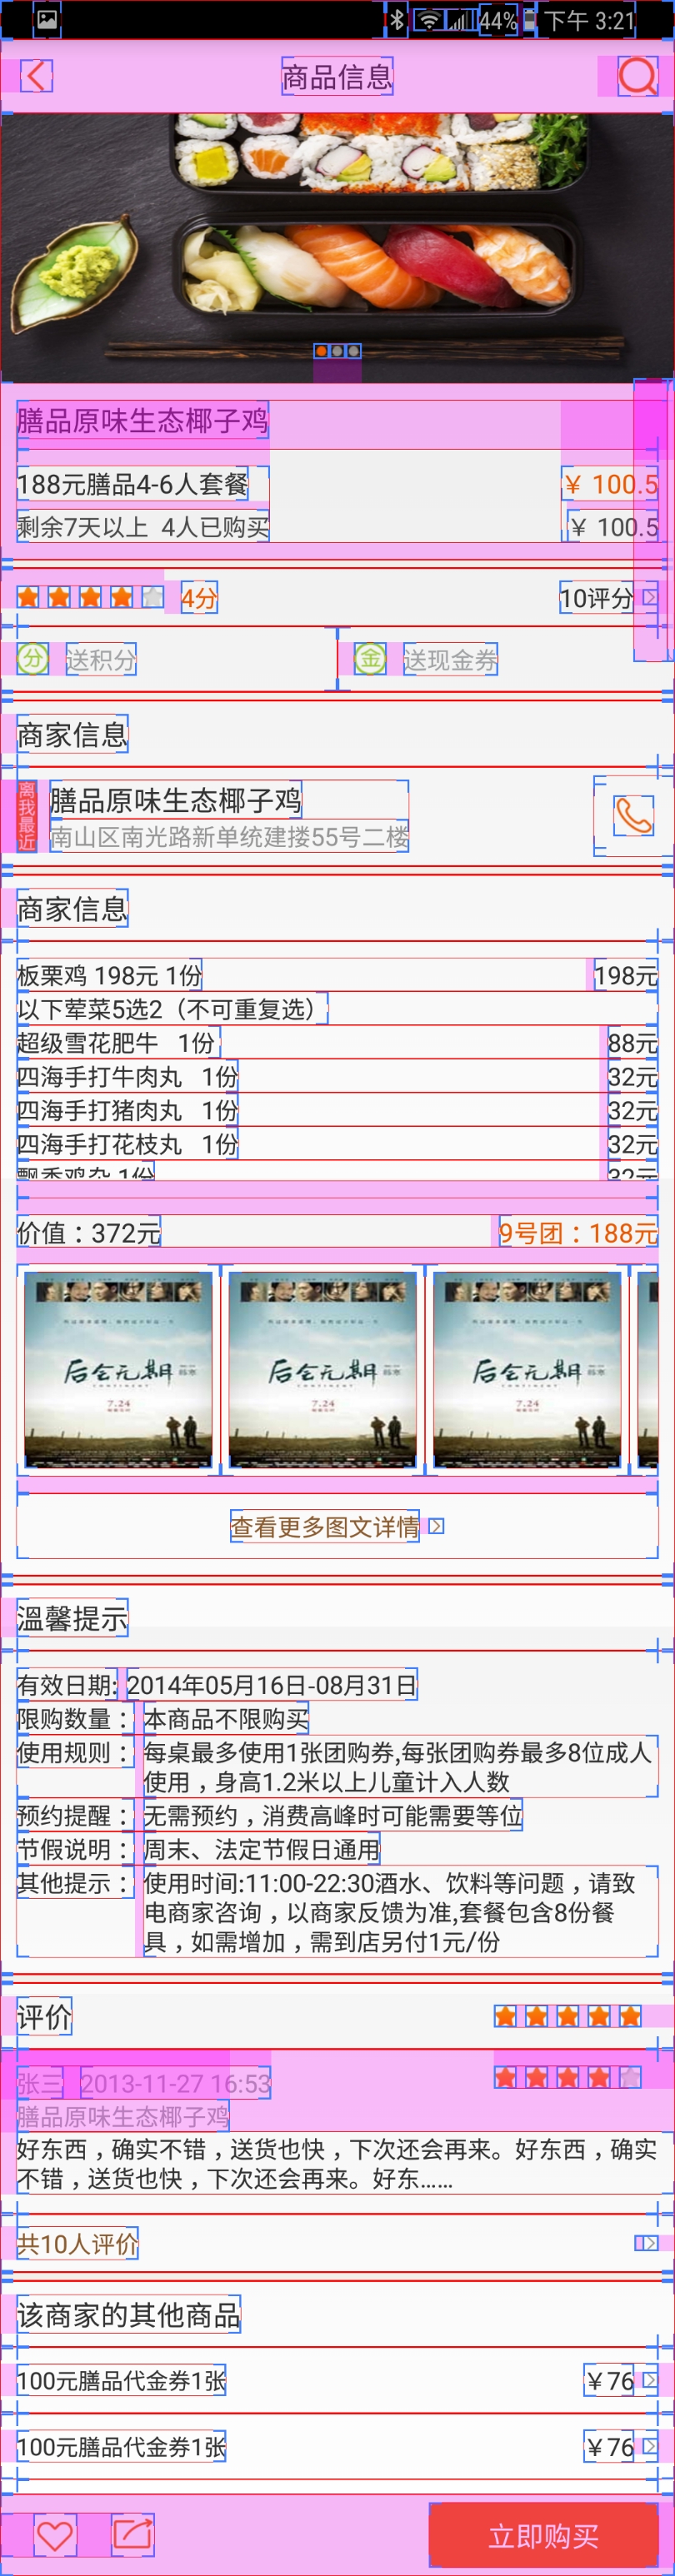 44% 下午 3:21
商品信息
膳品原味生态椰子鸡
188元膳品4-6人套餐 ￥ 100.5
剩余7天以上 4人已购买 ￥ 100.5
4分 10评分
分 送积分 金 送现金券
商家信息
离我最近
膳品原味生态椰子鸡
南山区南光路新单统建搂55号二楼
商家信息
板栗鸡 198元 1份 198元
以下荤菜5选2（不可重复选）
超级雪花肥牛 1份 88元
四海手打牛肉丸 1份 32元
四海手打猪肉丸 1份 32元
四海手打花枝丸 1份 32元
飘香鸡杂 1份 32元
价值：372元 9号团：188元
后会无期 后会无期 后会无期
CONTINENT CONTINENT CONTINENT
7.24 7.24 7.24
查看更多图文详情
温馨提示
有效日期: 2014年05月16日-08月31日
限购数量： 本商品不限购买
使用规则： 每桌最多使用1张团购券,每张团购券最多8位成人
使用，身高1.2米以上儿童计入人数
预约提醒： 无需预约，消费高峰时可能需要等位
节假说明： 周末、法定节假日通用
其他提示： 使用时间:11:00-22:30酒水、饮料等问题，请致
电商家咨询，以商家反馈为准,套餐包含8份餐
具，如需增加，需到店另付1元/份
评价
张三 2013-11-27 16:53
膳品原味生态椰子鸡
好东西，确实不错，送货也快，下次还会再来。好东西，确实
不错，送货也快，下次还会再来。好东……
共10人评价
该商家的其他商品
100元膳品代金券1张 ￥76
100元膳品代金券1张 ￥76
立即购买